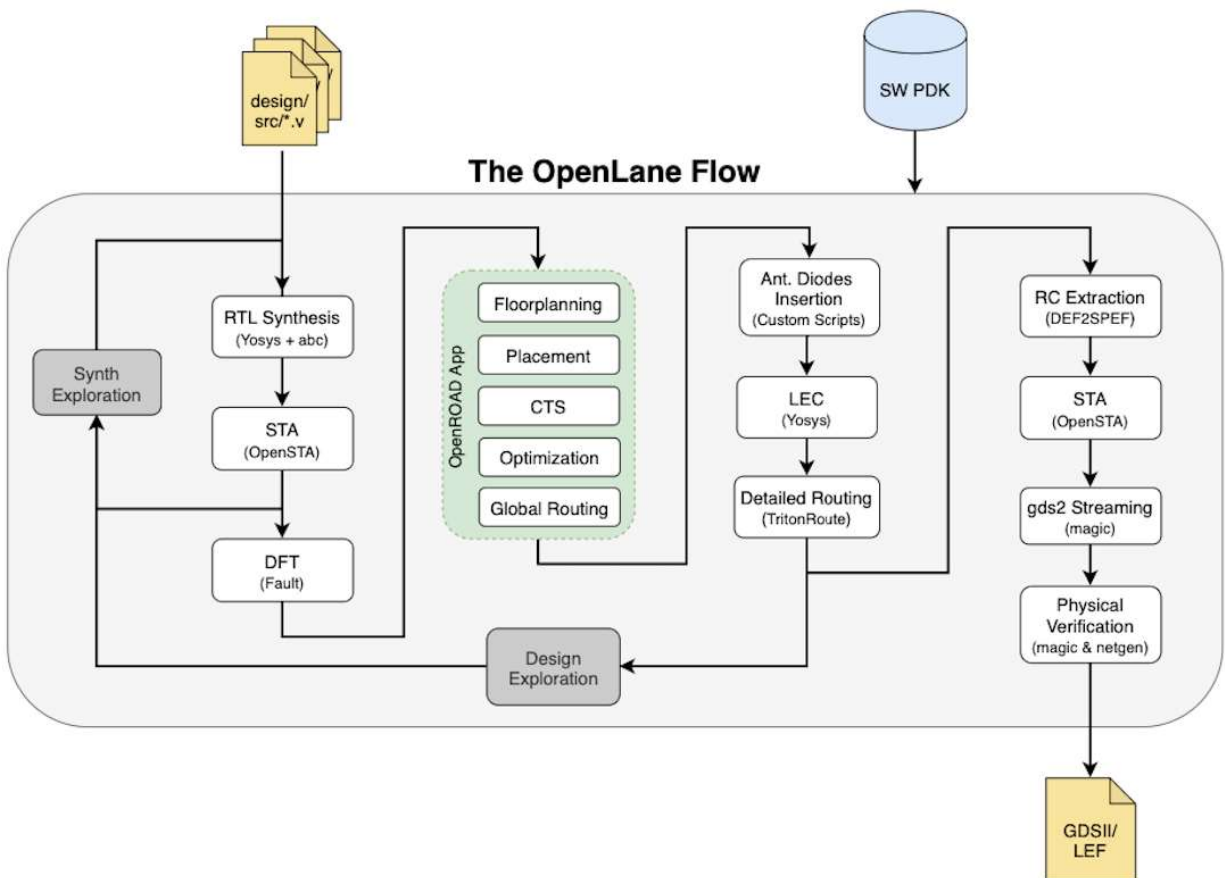 design/
src/*.v
SW PDK
The OpenLane Flow
RTL Synthesis
(Yosys + abc)
Synth
Exploration
STA
(OpenSTA)
DFT
(Fault)
OpenROAD App
Floorplanning
Placement
CTS
Optimization
Global Routing
Ant. Diodes
Insertion
(Custom Scripts)
LEC
(Yosys)
Detailed Routing
(TritonRoute)
Design
Exploration
RC Extraction
(DEF2SPEF)
STA
(OpenSTA)
gds2 Streaming
(magic)
Physical
Verification
(magic & netgen)
GDSII/
LEF